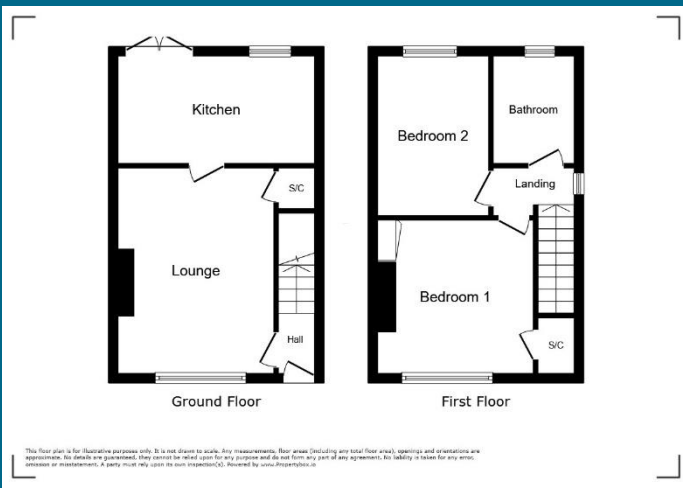 Kitchen
S/C
Lounge
Hall
Ground Floor
Bedroom 2
Bathroom
Landing
Bedroom 1
S/C
First Floor
This floor plan is for illustrative purposes only. It is not drawn to scale. Any measurements, floor areas (including any total floor area), openings and orientations are
approximate. No details are guaranteed, they cannot be relied upon for any purpose and do not form any part of any agreement. No liability is taken for any error,
omission or misstatement. A party must rely upon its own inspection(s). Powered by www.Propertybox.io